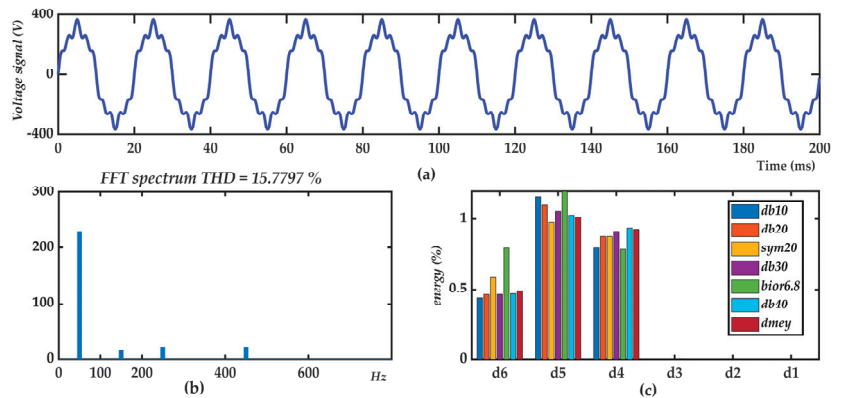 400
0
-400
Voltage signal (V)
0 20 40 60 80 100 120 140 160 180 200
Time (ms)
(a)
FFT spectrum THD = 15.7797 %
300
200
100
0
0 100 200 300 400 600
Hz
(b)
1
0.5
0
energy (%)
db10
db20
sym20
db30
bior6.8
db40
dmey
d6 d5 d4 d3 d2 d1
(c)